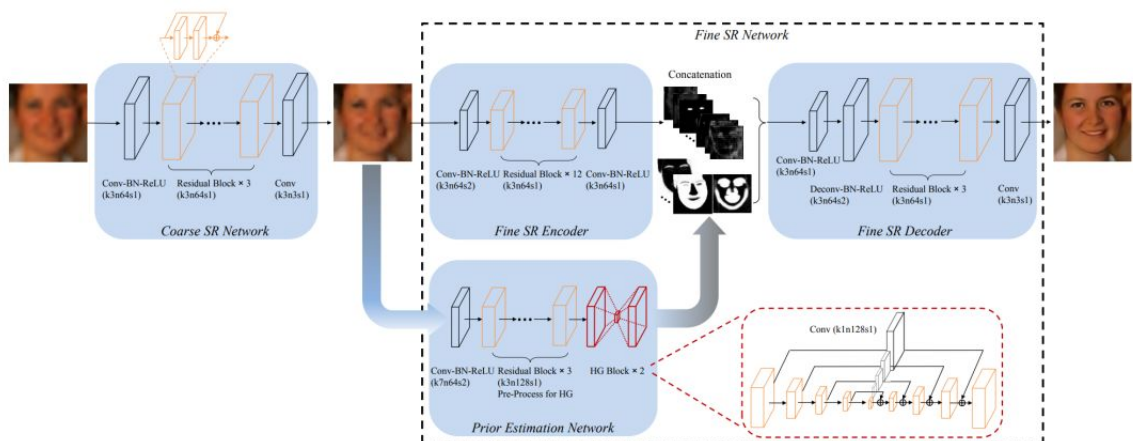 Fine SR Network
Concatenation
Conv-BN-ReLU
(k3n64s1)
Residual Block × 3
(k3n64s1)
Conv
(k3n3s1)
Coarse SR Network
Conv-BN-ReLU
(k3n64s2)
Residual Block × 12
(k3n64s1)
Conv-BN-ReLU
(k3n64s1)
Fine SR Encoder
Conv-BN-ReLU
(k3n64s1)
Deconv-BN-ReLU
(k3n64s2)
Residual Block × 3
(k3n64s1)
Conv
(k3n3s1)
Fine SR Decoder
Conv-BN-ReLU
(k7n64s2)
Residual Block × 3
(k3n128s1)
Pre-Process for HG
HG Block × 2
Prior Estimation Network
Conv (k1n128s1)